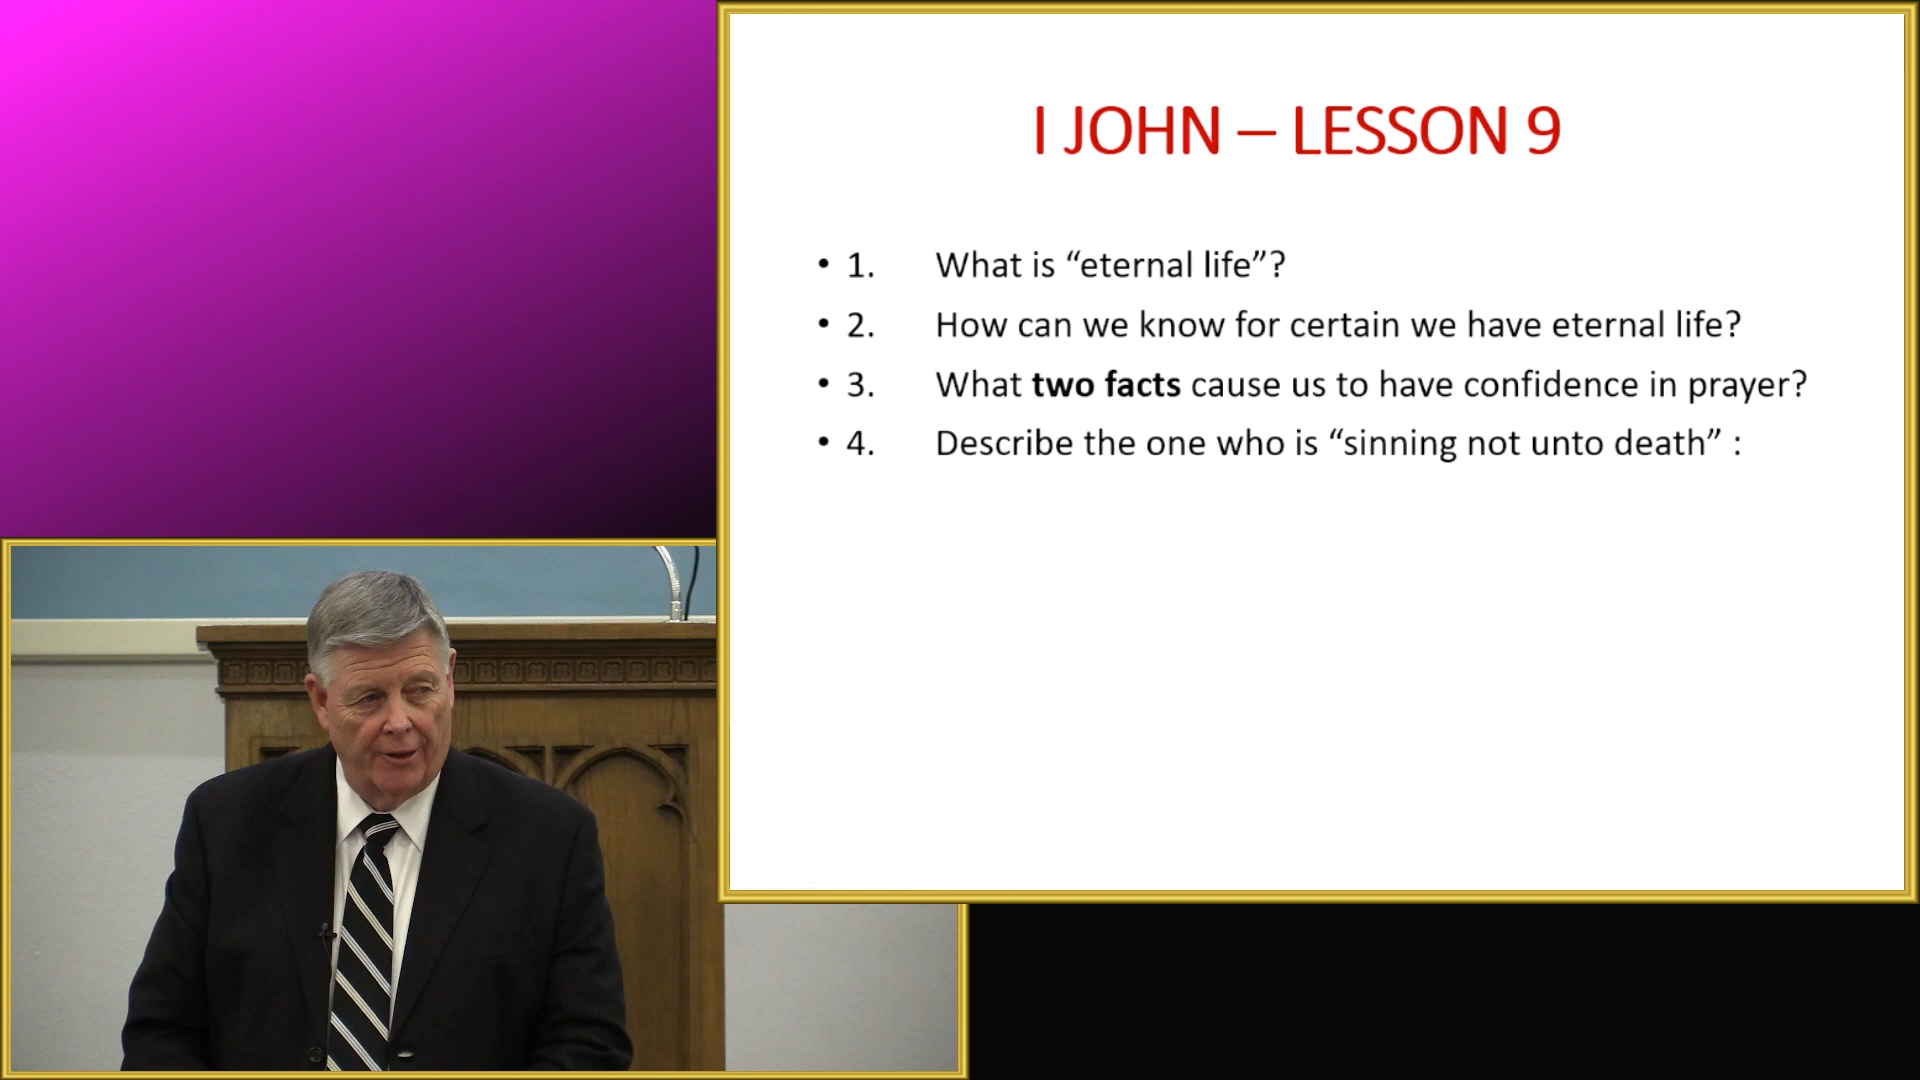 I JOHN – LESSON 9
• 1. What is “eternal life”?
• 2. How can we know for certain we have eternal life?
• 3. What two facts cause us to have confidence in prayer?
• 4. Describe the one who is “sinning not unto death” :